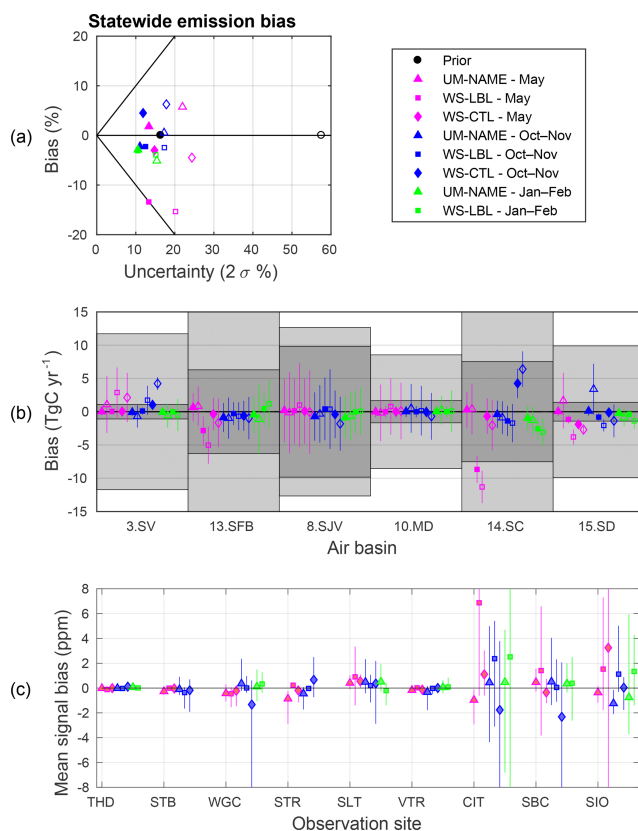 Statewide emission bias
(a)
Bias (%)
20
10
0
-10
-20
0 10 20 30 40 50 60
Uncertainty (2 σ %)
Prior
UM-NAME - May
WS-LBL - May
WS-CTL - May
UM-NAME - Oct–Nov
WS-LBL - Oct–Nov
WS-CTL - Oct–Nov
UM-NAME - Jan–Feb
WS-LBL - Jan–Feb
(b)
Bias (TgC yr⁻¹)
15
10
5
0
-5
-10
-15
3.SV 13.SFB 8.SJV 10.MD 14.SC 15.SD
Air basin
(c)
Mean signal bias (ppm)
8
6
4
2
0
-2
-4
-6
-8
THD STB WGC STR SLT VTR CIT SBC SIO
Observation site